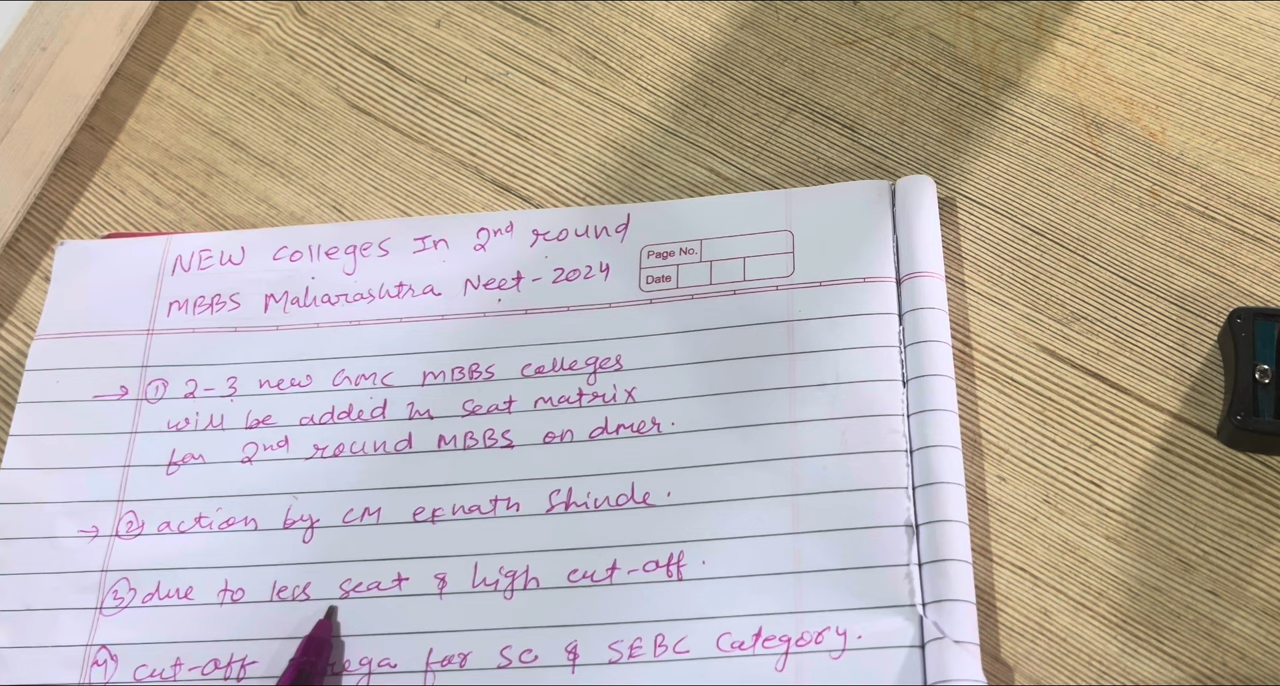 NEW Colleges In 2nd round
MBBS Maharashtra Neet - 2024
Page No.
Date
→ ① 2-3 new GMC MBBS colleges
will be added in seat matrix
for 2nd round MBBS on dmer.
→ ② action by CM eknath Shinde.
③ due to less seat & high cut-off.
④ cut-off for SC & SEBC Category.